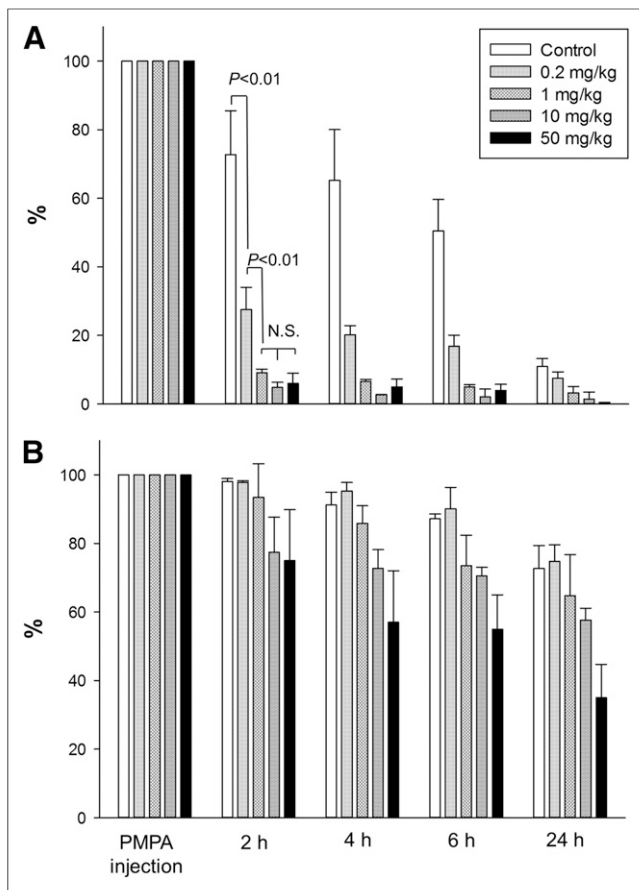 A
Control
0.2 mg/kg
1 mg/kg
10 mg/kg
50 mg/kg
100
80
60
40
20
0
%
P<0.01
P<0.01
N.S.
B
100
80
60
40
20
0
%
PMPA injection
2 h
4 h
6 h
24 h